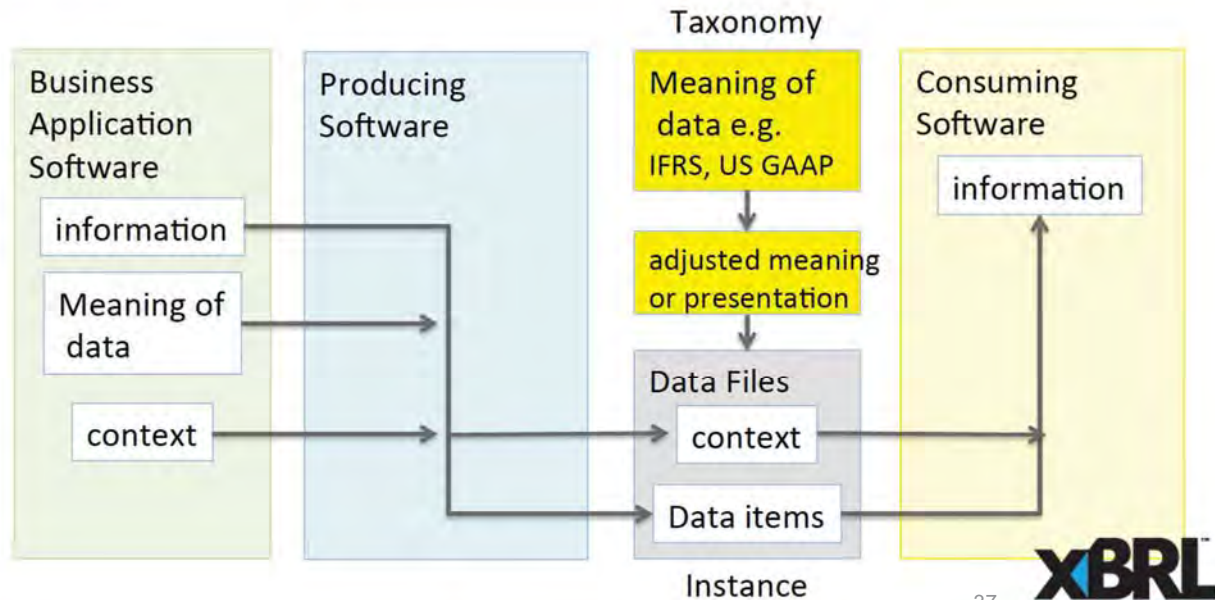 Taxonomy
Business
Application
Software
information
Meaning of
data
context
Producing
Software
Meaning of
data e.g.
IFRS, US GAAP
adjusted meaning
or presentation
Data Files
context
Data items
Instance
Consuming
Software
information
XBRL™